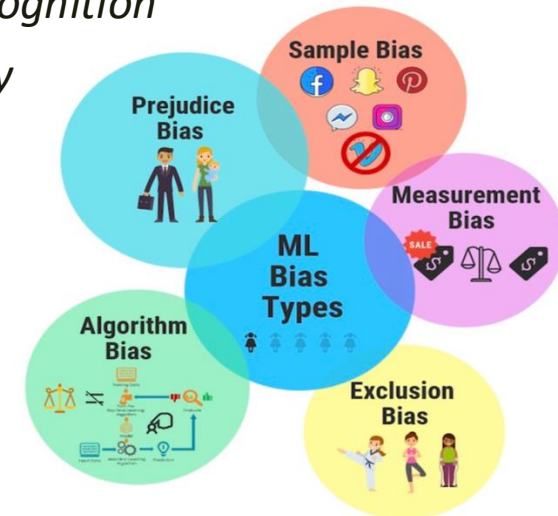 ognition
y
Sample Bias
Prejudice
Bias
Measurement
Bias
SALE
ML
Bias
Types
Algorithm
Bias
Exclusion
Bias